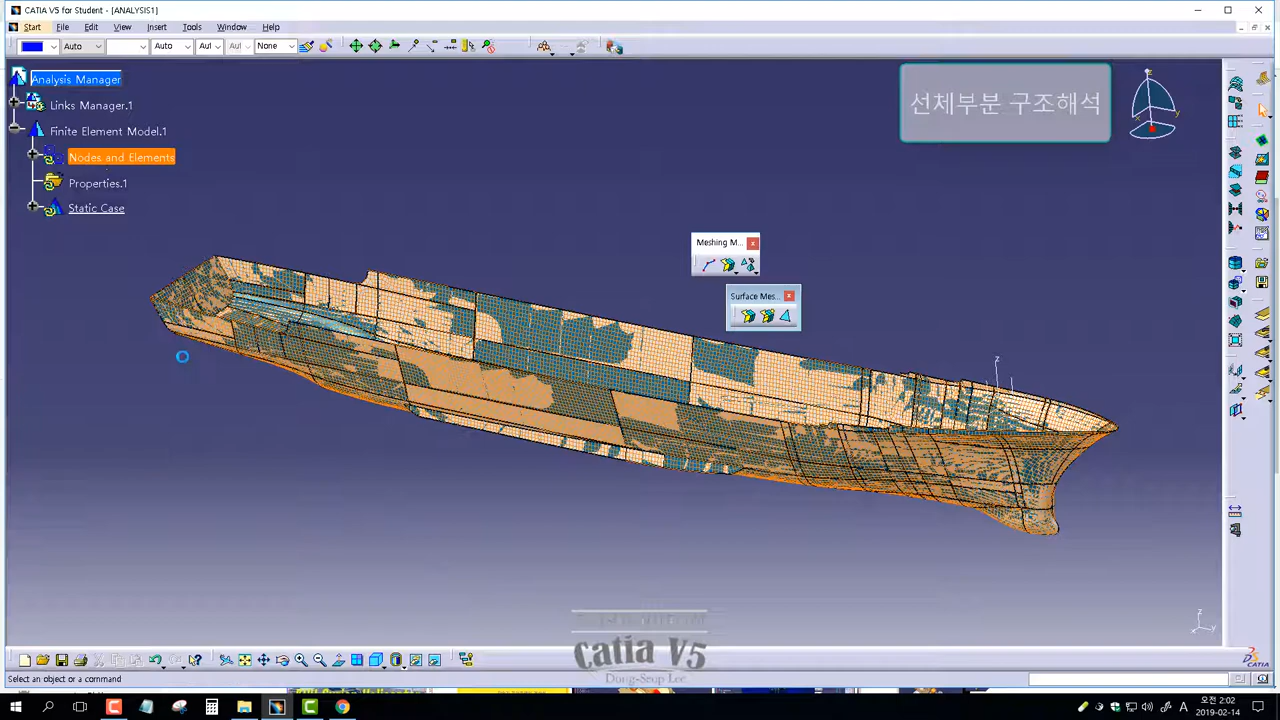 CATIA V5 for Student - [ANALYSIS1]
Start File Edit View Insert Tools Window Help
Auto Auto Aut Aut None
Analysis Manager
Links Manager.1
Finite Element Model.1
Nodes and Elements
Properties.1
Static Case
선체부분 구조해석
z
y
x
Meshing M...
Surface Mes...
z
Catia V5
Dong-Seop Lee
z
y
Select an object or a command
A
오전 2:02
2019-02-14